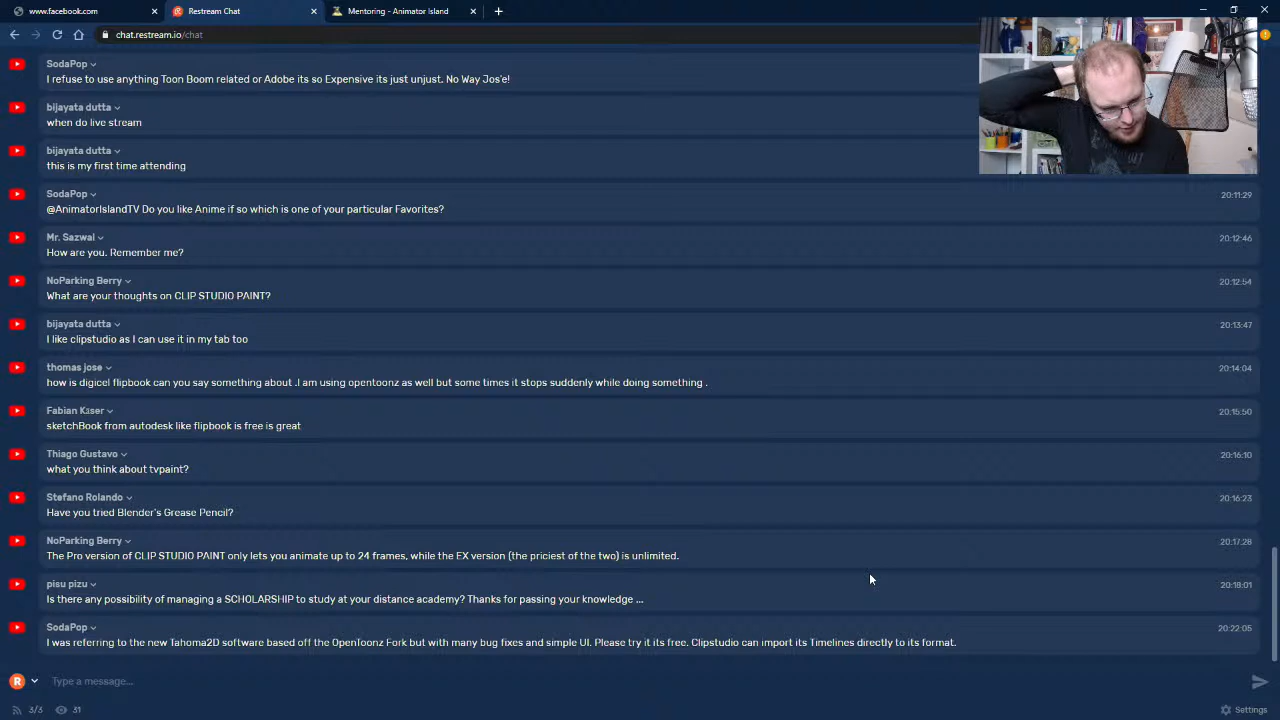 www.facebook.com
Restream Chat
Mentoring - Animator Island
chat.restream.io/chat
SodaPop
I refuse to use anything Toon Boom related or Adobe its so Expensive its just unjust. No Way Jos'e!
bijayata dutta
when do live stream
bijayata dutta
this is my first time attending
SodaPop
20:11:29
@AnimatorIslandTV Do you like Anime if so which is one of your particular Favorites?
Mr. Sazwal
20:12:46
How are you. Remember me?
NoParking Berry
20:12:54
What are your thoughts on CLIP STUDIO PAINT?
bijayata dutta
20:13:47
I like clipstudio as I can use it in my tab too
thomas jose
20:14:04
how is digicel flipbook can you say something about .I am using opentoonz as well but some times it stops suddenly while doing something .
Fabian Kaser
20:15:50
sketchBook from autodesk like flipbook is free is great
Thiago Gustavo
20:16:10
what you think about tvpaint?
Stefano Rolando
20:16:23
Have you tried Blender's Grease Pencil?
NoParking Berry
20:17:28
The Pro version of CLIP STUDIO PAINT only lets you animate up to 24 frames, while the EX version (the priciest of the two) is unlimited.
pisu pizu
20:18:01
Is there any possibility of managing a SCHOLARSHIP to study at your distance academy? Thanks for passing your knowledge ...
SodaPop
20:22:05
I was referring to the new Tahoma2D software based off the OpenToonz Fork but with many bug fixes and simple UI. Please try it its free. Clipstudio can import its Timelines directly to its format.
R
Type a message...
3/3
31
Settings